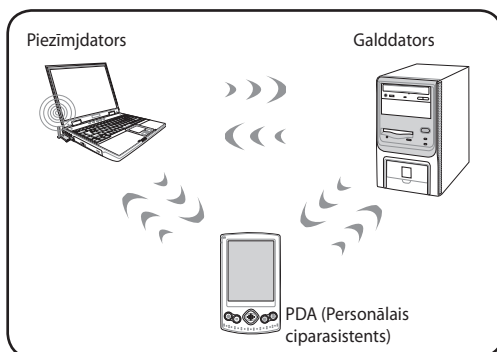 Piezīmjdators
Galddators
PDA (Personālais
ciparasistents)